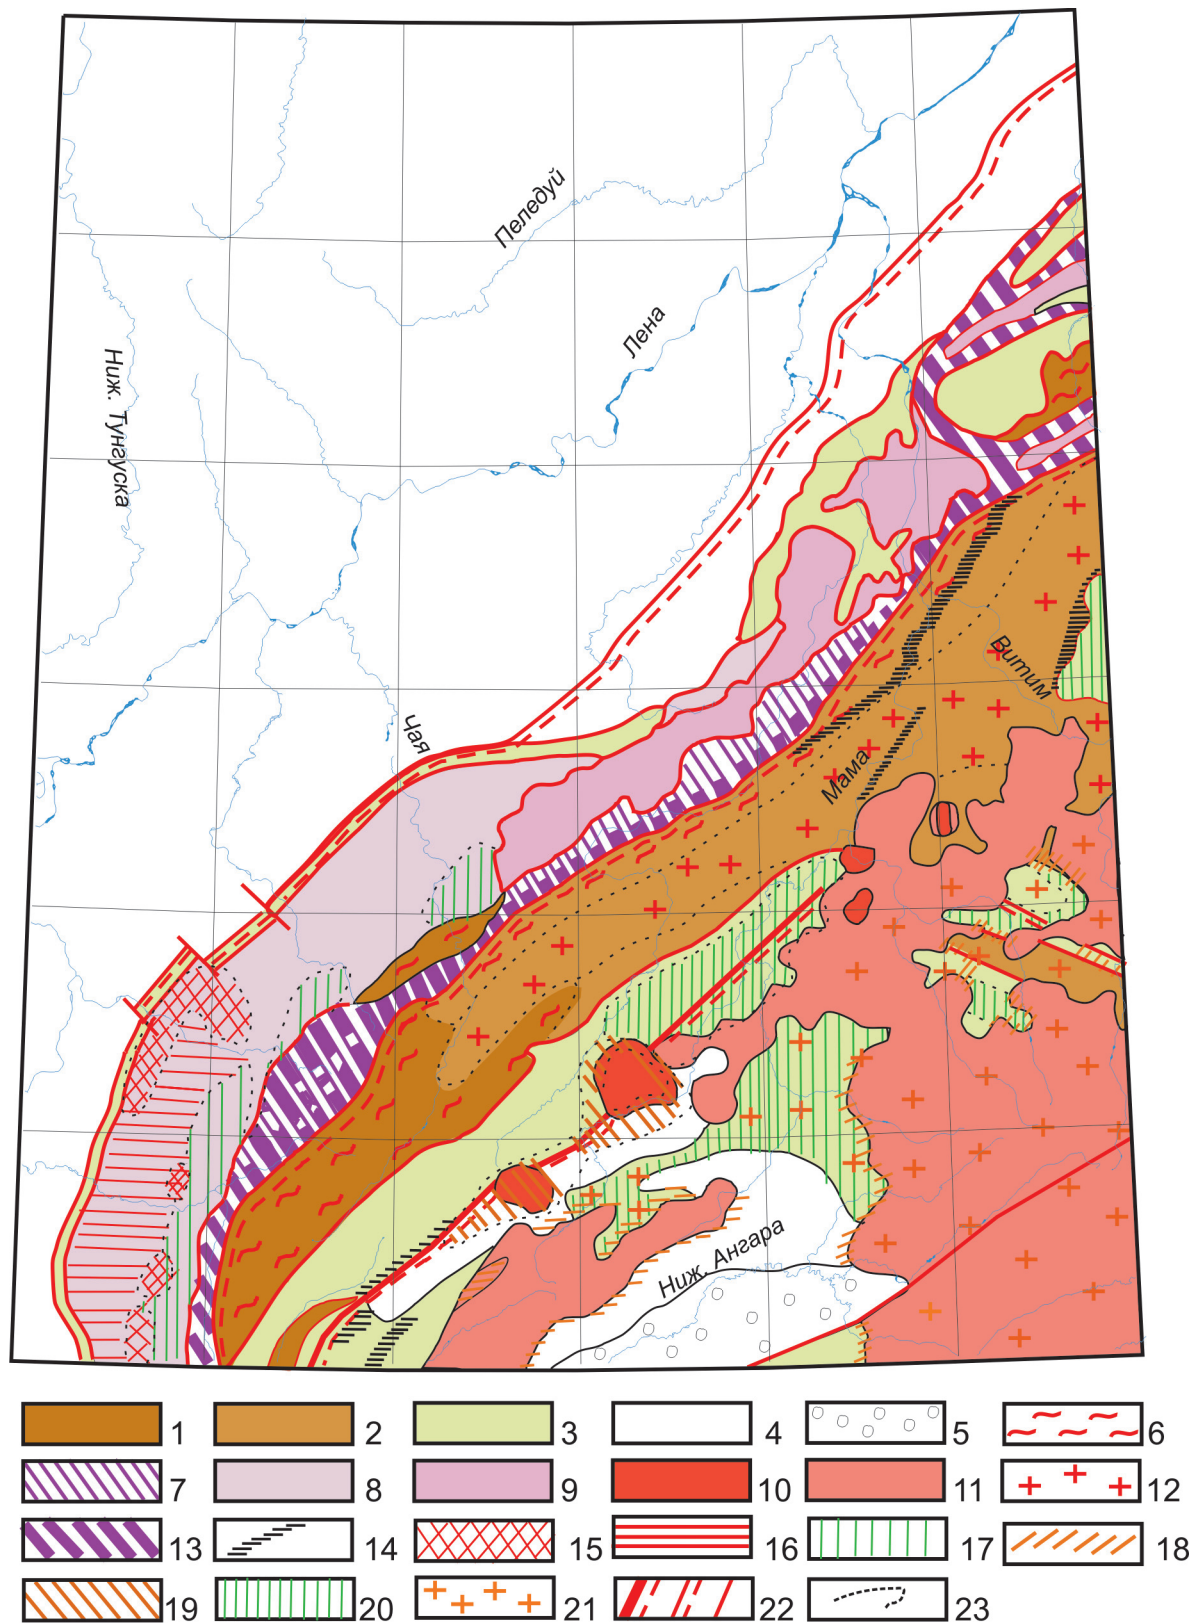 Пеледуй
Лена
Ниж. Тунгуска
Чая
Витим
Мама
Ниж. Ангара
1 2 3 4 5 6
7 8 9 10 11 12
13 14 15 16 17 18
19 20 21 22 23